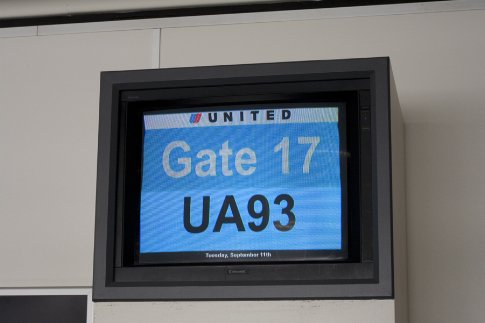 UNITED
Gate 17
UA93
Tuesday, September 11th